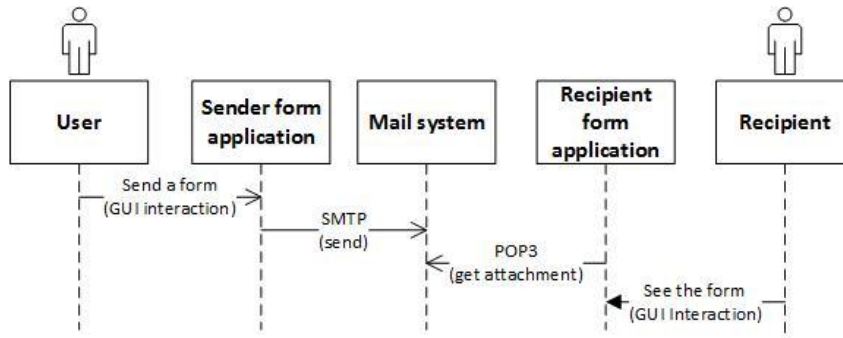 User
Sender form
application
Mail system
Recipient
form
application
Recipient
Send a form
(GUI interaction)
SMTP
(send)
POP3
(get attachment)
See the form
(GUI Interaction)